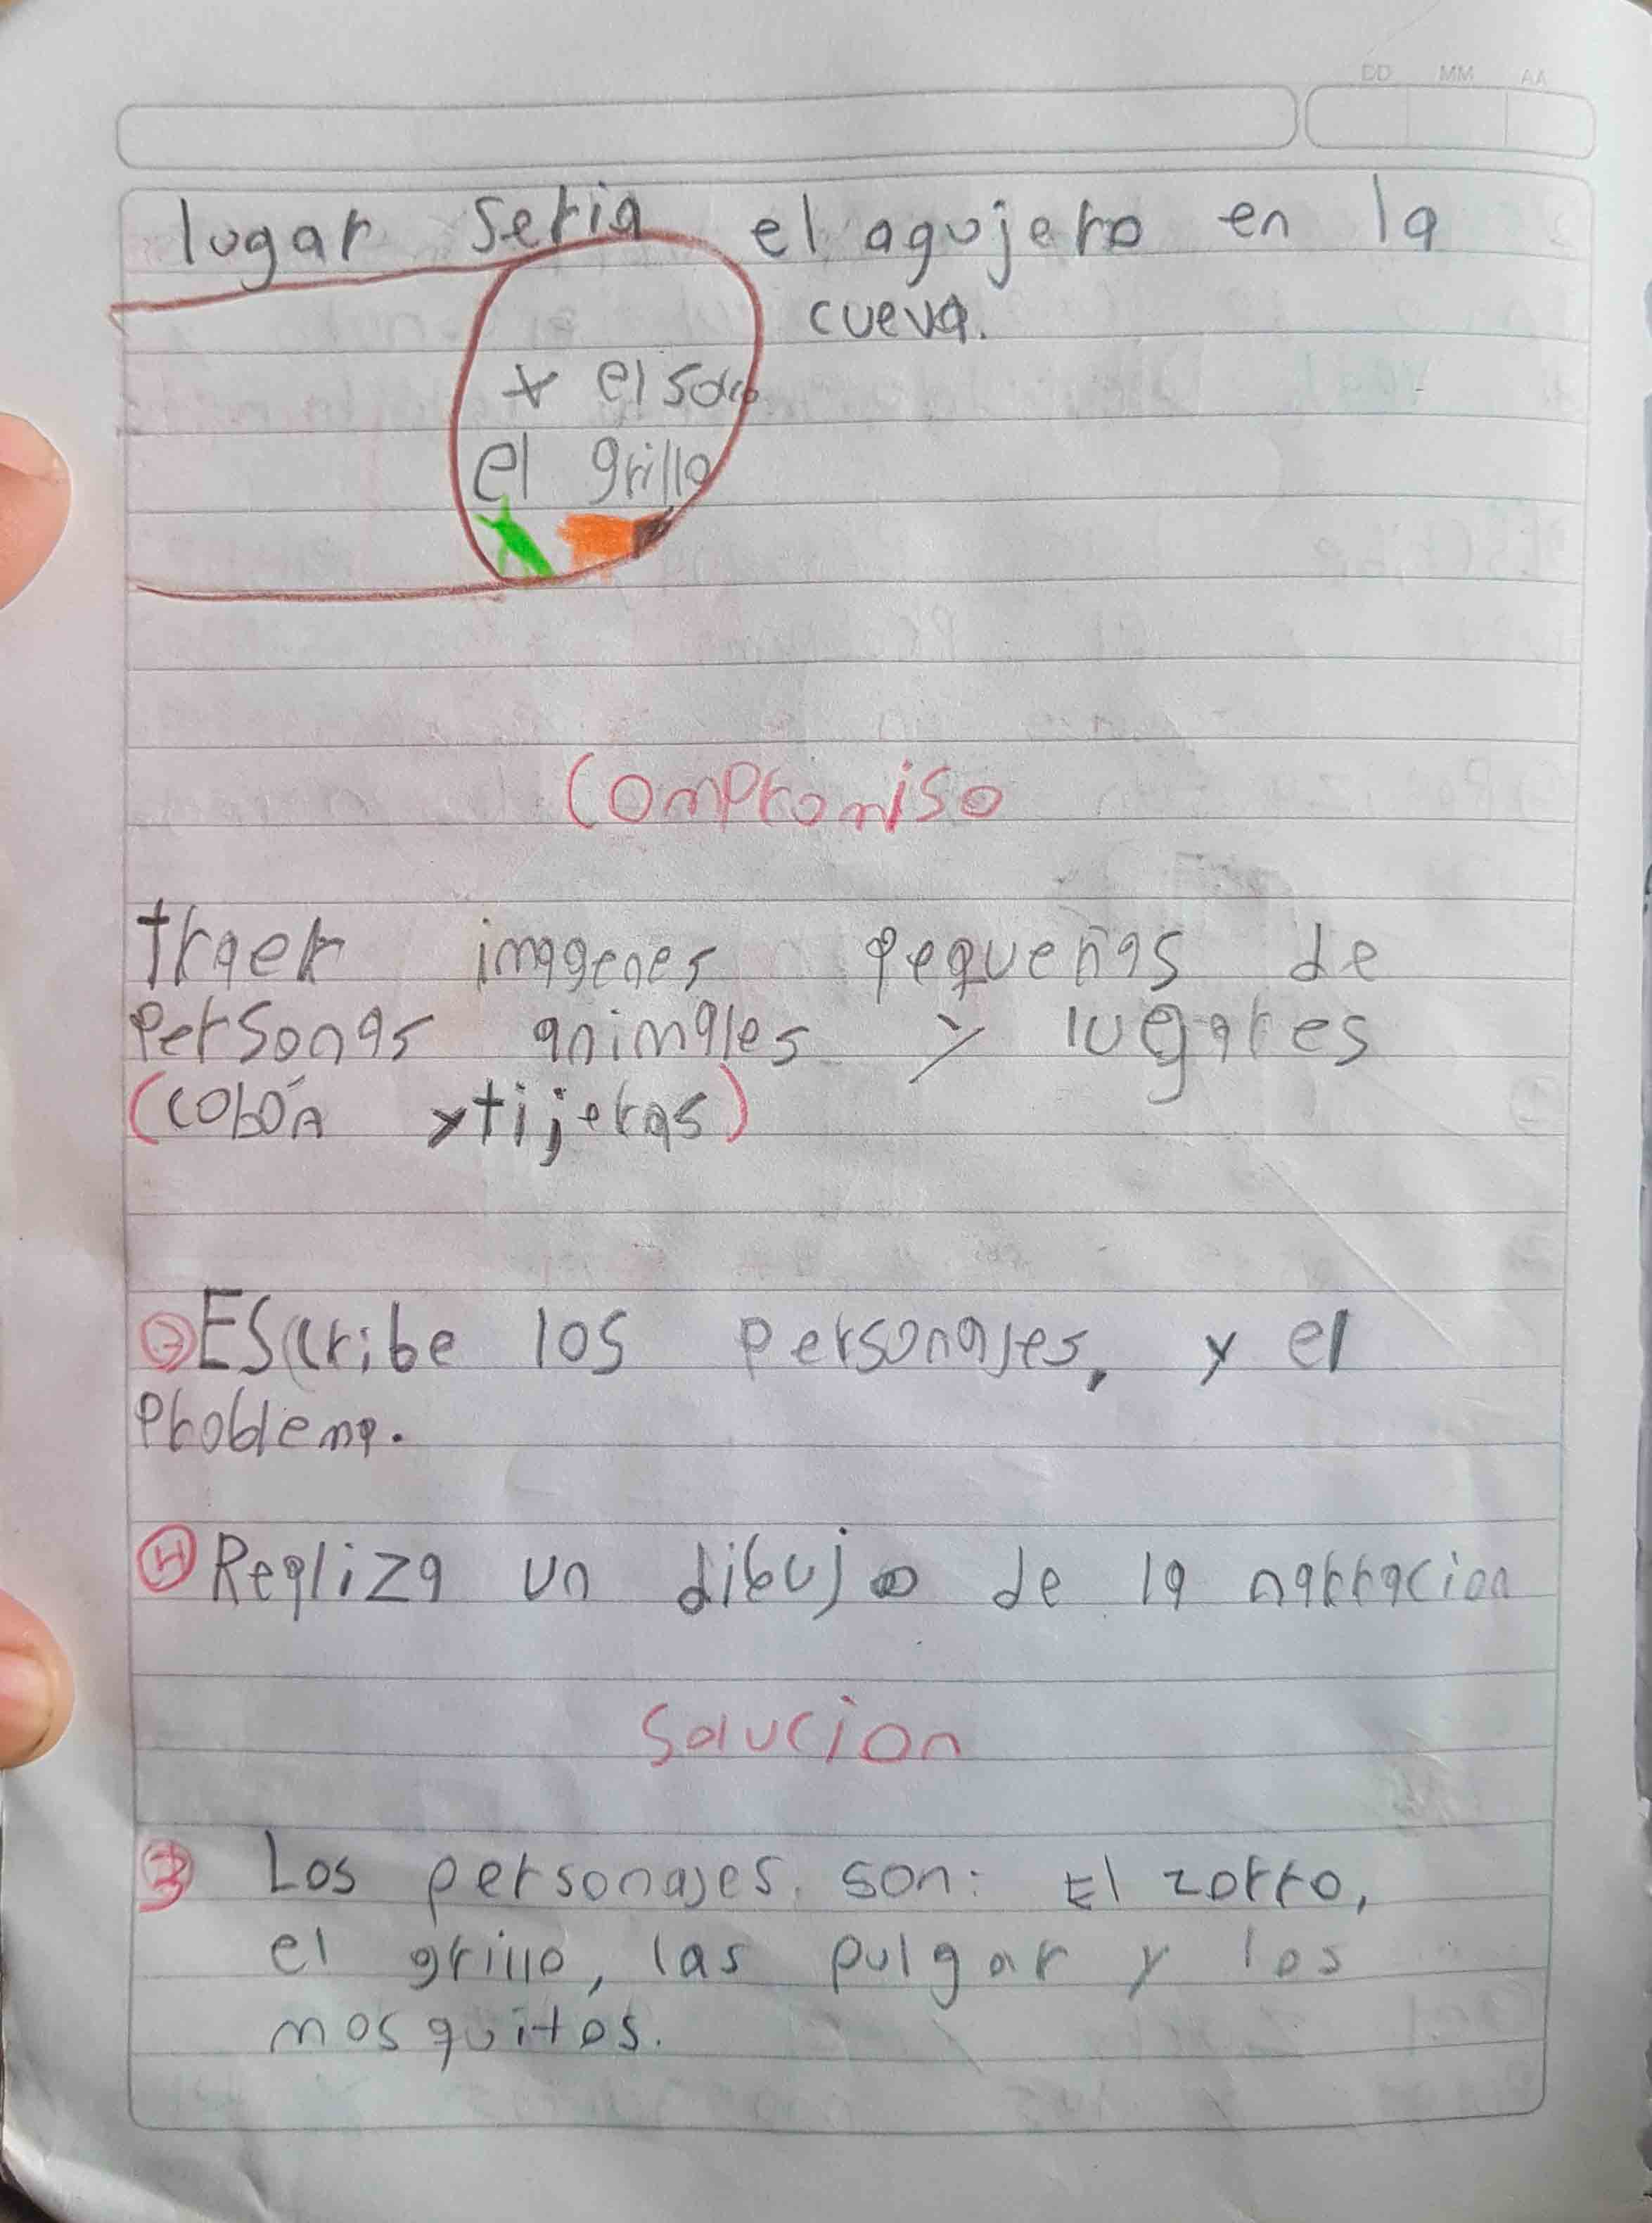 DD MM AA
lugar seria el agujero en la
cueva.
x el
el grillo
Compromiso
traer imagenes pequeñas de
personas animales y lugares
(colbón y tijeras)
③ Escribe los personajes, y el
problema.
④ Realiza un dibujo de la narracion
Solucion
③ Los personajes son: El zorro,
el grillo, las pulgar y los
mosquitos.